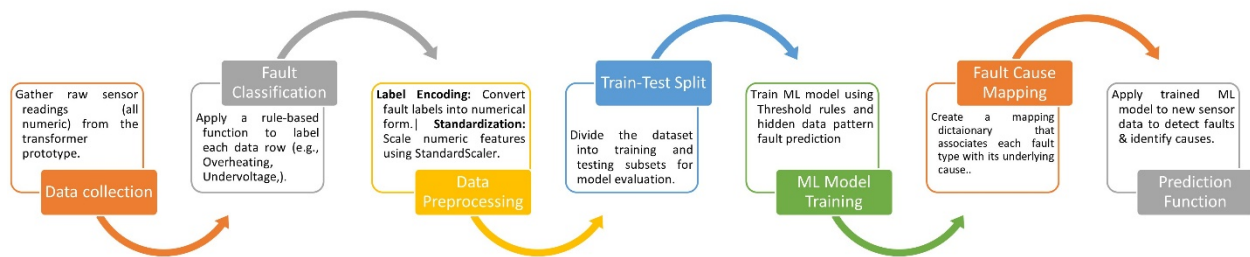 Gather raw sensor
readings (all
numeric) from the
transformer
prototype.
Data collection
Fault
Classification
Apply a rule-based
function to label
each data row (e.g.,
Overheating,
Undervoltage,).
Label Encoding: Convert
fault labels into numerical
form.| Standardization:
Scale numeric features
using StandardScaler.
Data
Preprocessing
Train-Test Split
Divide the dataset
into training and
testing subsets for
model evaluation.
Train ML model using
Threshold rules and
hidden data pattern
fault prediction
ML Model
Training
Fault Cause
Mapping
Create a mapping
dictaionary that
associates each fault
type with its underlying
cause..
Apply trained ML
model to new sensor
data to detect faults
& identify causes.
Prediction
Function